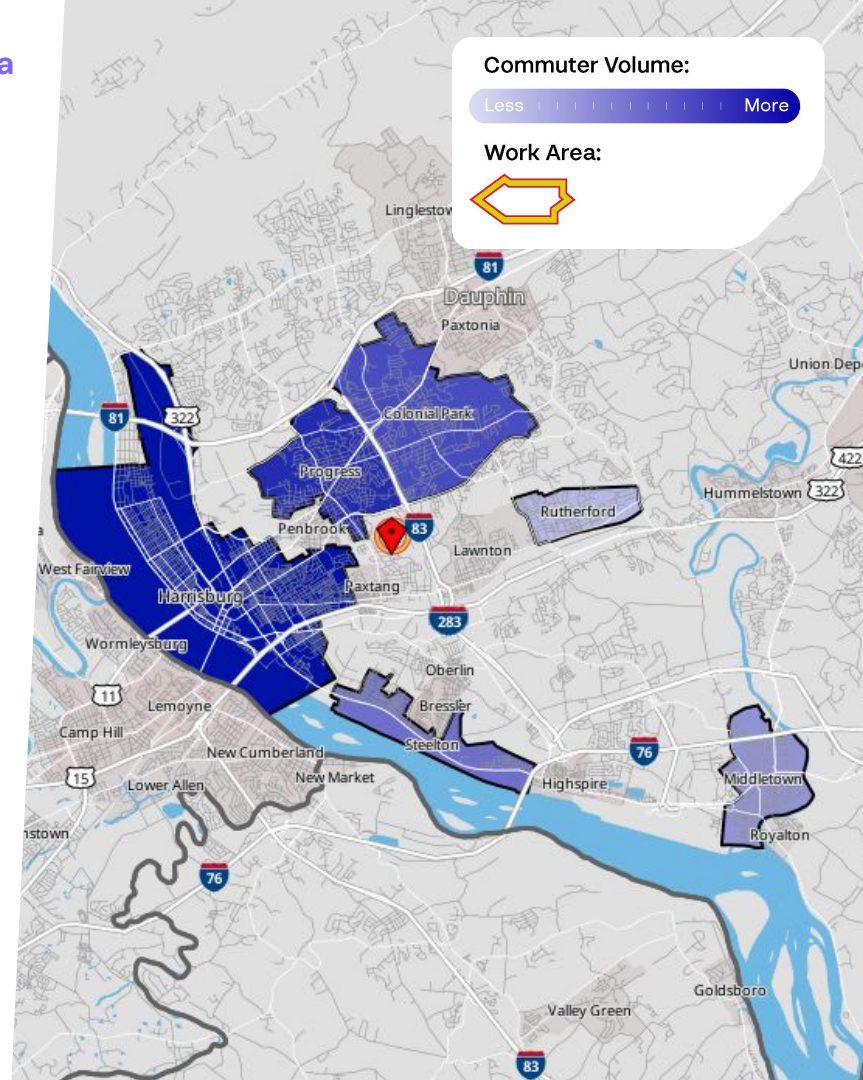 a
Commuter Volume:
Less
More
Work Area:
Linglestow
81
Dauphin
Paxtonia
Union Dep
81
322
Colonial Park
422
Progress
322
Hummelstown
Rutherford
Penbrook
83
a
Lawnton
West Fairview
Paxtang
Harrisburg
283
Wormleysburg
Oberlin
11
Lemoyne
Bressler
Camp Hill
Steelton
New Cumberland
76
15
Lower Allen
New Market
Highspire
Middletown
nstown
Royalton
76
Goldsboro
Valley Green
83